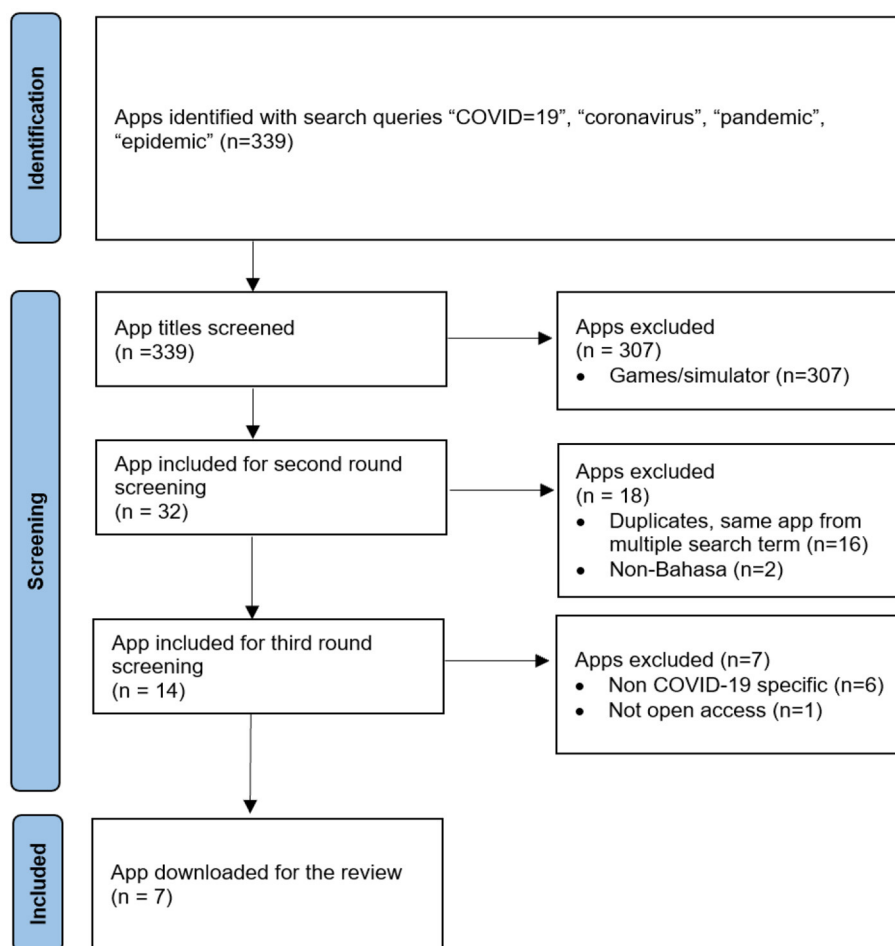 Identification
Apps identified with search queries “COVID=19”, “coronavirus”, “pandemic”,
“epidemic” (n=339)
Screening
App titles screened
(n =339)
Apps excluded
(n = 307)
• Games/simulator (n=307)
App included for second round
screening
(n = 32)
Apps excluded
(n = 18)
• Duplicates, same app from
multiple search term (n=16)
• Non-Bahasa (n=2)
App included for third round
screening
(n = 14)
Apps excluded (n=7)
• Non COVID-19 specific (n=6)
• Not open access (n=1)
Included
App downloaded for the review
(n = 7)